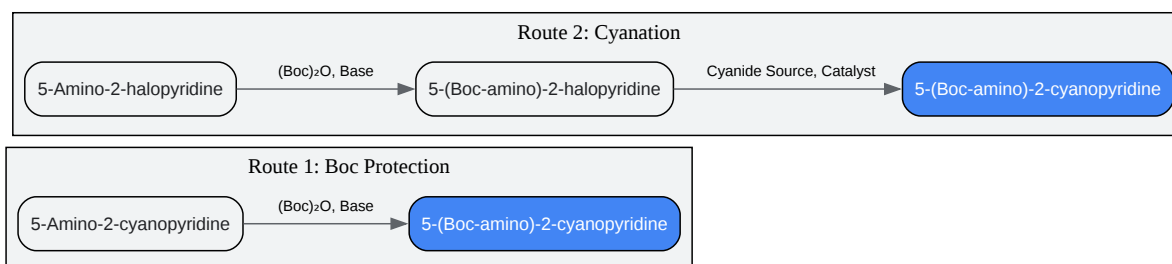 Route 2: Cyanation
5-Amino-2-halopyridine
(Boc)₂O, Base
5-(Boc-amino)-2-halopyridine
Cyanide Source, Catalyst
5-(Boc-amino)-2-cyanopyridine
Route 1: Boc Protection
5-Amino-2-cyanopyridine
(Boc)₂O, Base
5-(Boc-amino)-2-cyanopyridine